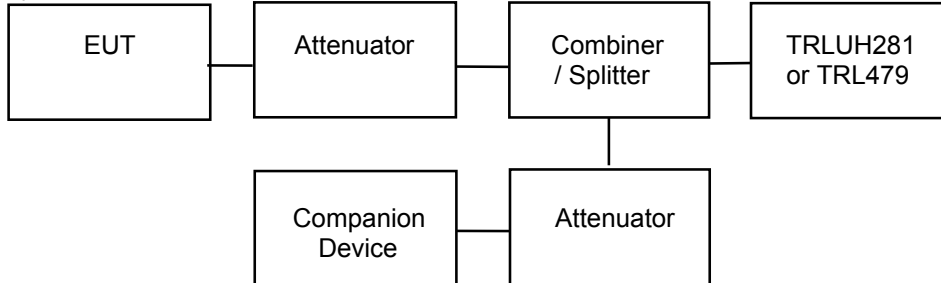 EUT
Attenuator
Combiner
/ Splitter
TRLUH281
or TRL479
Companion
Device
Attenuator